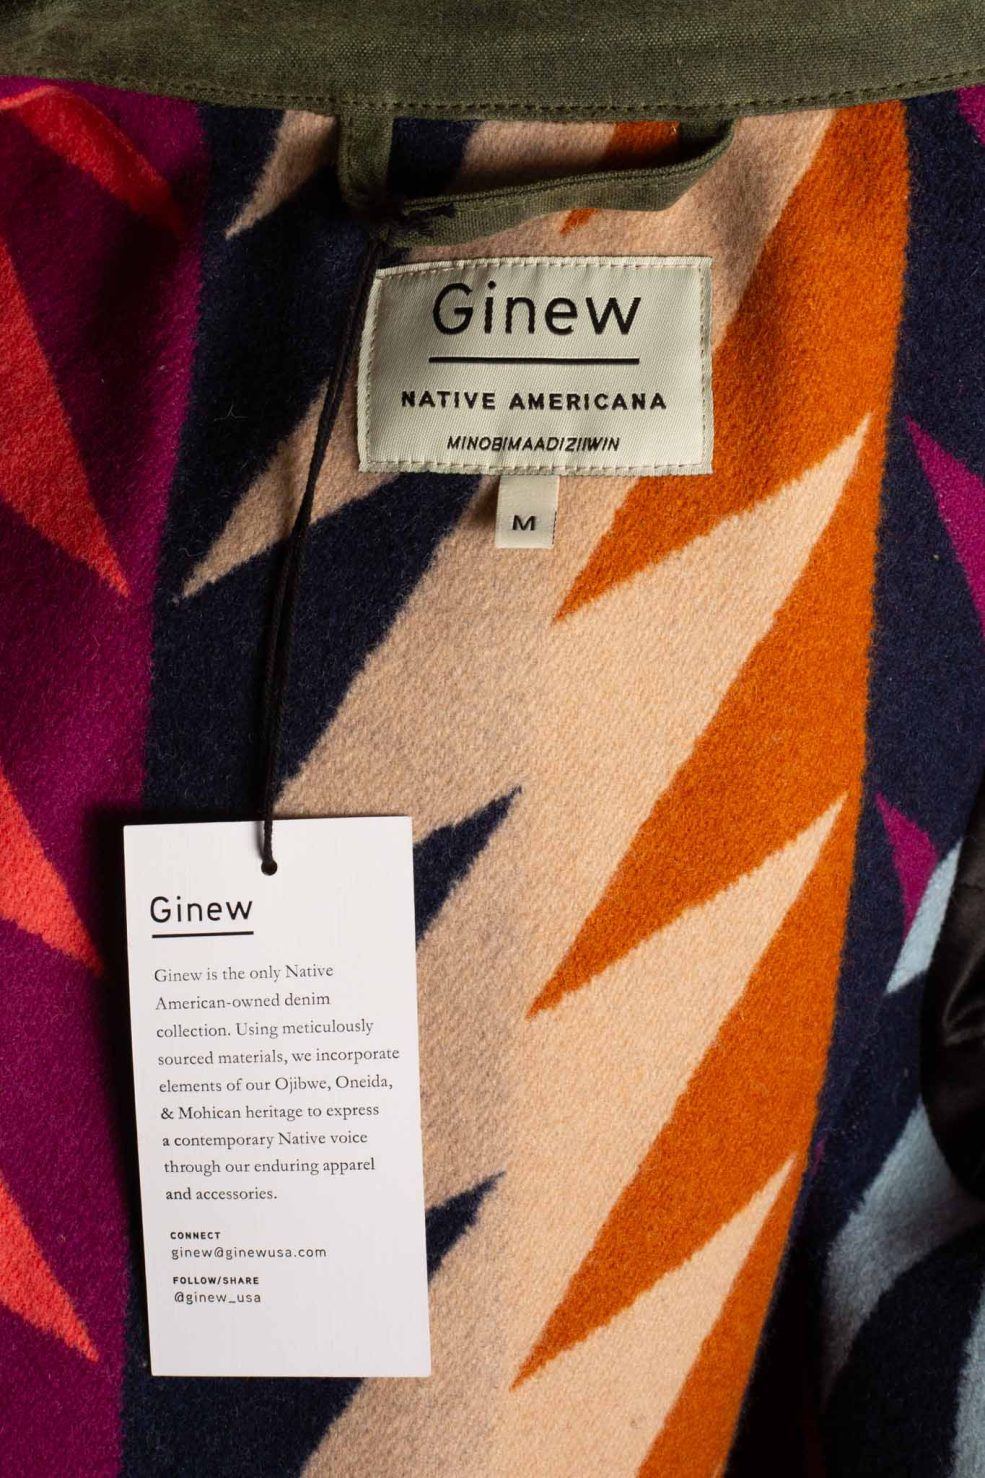 Ginew
NATIVE AMERICANA
MINOBIMAADIZIIWIN
M
Ginew
Ginew is the only Native
American-owned denim
collection. Using meticulously
sourced materials, we incorporate
elements of our Ojibwe, Oneida,
& Mohican heritage to express
a contemporary Native voice
through our enduring apparel
and accessories.
CONNECT
ginew@ginewusa.com
FOLLOW/SHARE
@ginew_usa